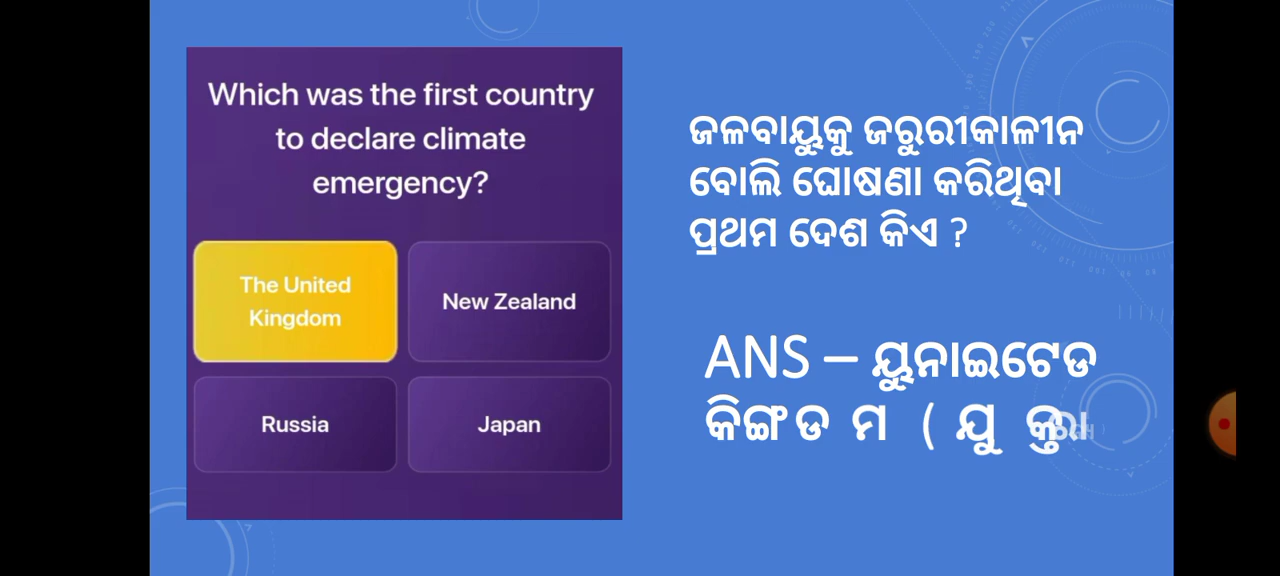 Which was the first country
to declare climate
emergency?
The United
Kingdom
New Zealand
Russia
Japan
ଜଳବାୟୁକୁ ଜରୁରୀକାଳୀନ
ବୋଲି ଘୋଷଣା କରିଥିବା
ପ୍ରଥମ ଦେଶ କିଏ ?
ANS – ୟୁନାଇଟେଡ
କିଙ୍ଗଡମ (ଯୁକ୍ତ